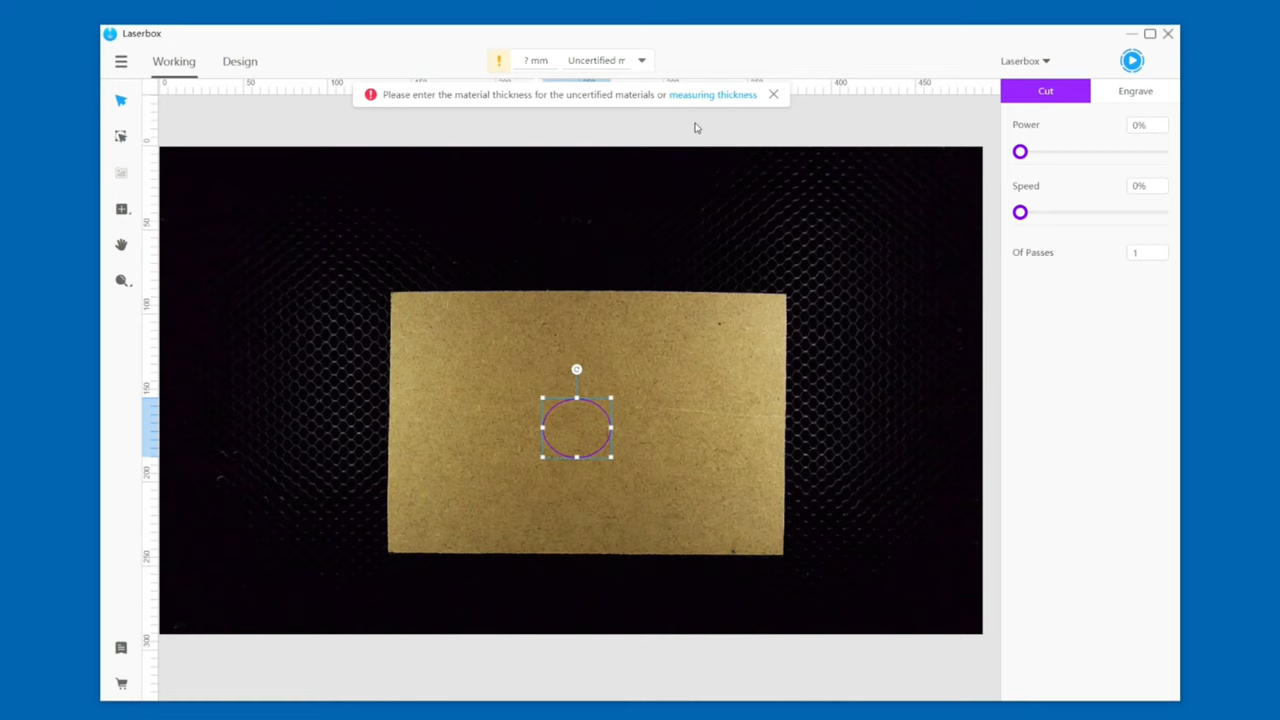 Laserbox
Working
Design
? mm
Uncertified m
Laserbox
0
50
100
400
450
Please enter the material thickness for the uncertified materials or measuring thickness
Cut
Engrave
Power
0%
Speed
0%
Of Passes
1
0
50
100
150
200
250
300